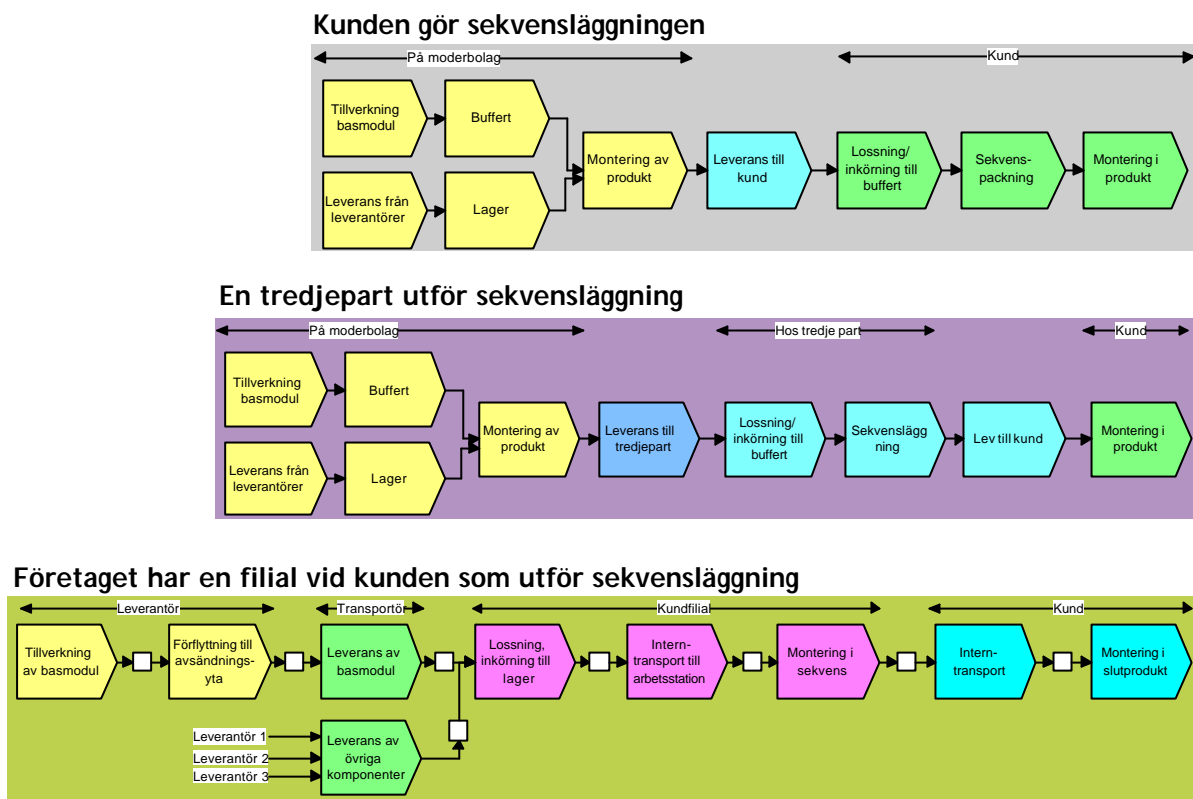 Kunden gör sekvensläggningen
På moderbolag
Kund
Tillverkning
basmodul
Buffert
Montering av
produkt
Leverans till
kund
Lossning/
inkörning till
buffert
Sekvens-
packning
Montering i
produkt
Leverans från
leverantörer
Lager
En tredjepart utför sekvensläggning
På moderbolag
Hos tredje part
Kund
Tillverkning
basmodul
Buffert
Montering av
produkt
Leverans till
tredjepart
Lossning/
inkörning till
buffert
Sekvenslägg
ning
Lev till kund
Montering i
produkt
Leverans från
leverantörer
Lager
Företaget har en filial vid kunden som utför sekvensläggning
Leverantör
Transportör
Kundfilial
Kund
Tillverkning
av basmodul
Förflyttning till
avsändnings-
yta
Leverans av
basmodul
Lossning,
inkörning till
lager
Intern-
transport till
arbetsstation
Montering i
sekvens
Intern-
transport
Montering i
slutprodukt
Leverantör 1
Leverantör 2
Leverantör 3
Leverans av
övriga
komponenter